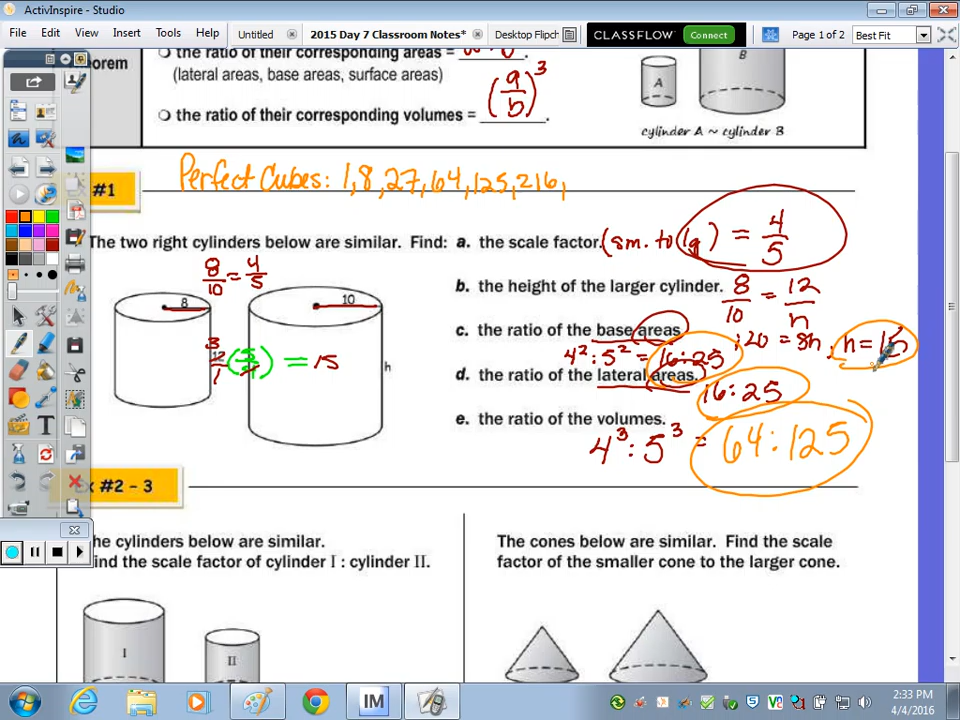 ActivInspire - Studio
File Edit View Insert Tools Help
Untitled 2015 Day 7 Classroom Notes* Desktop Flipch
CLASSFLOW Connect
Page 1 of 2 Best Fit
the ratio of their corresponding areas =
orem
(lateral areas, base areas, surface areas)
the ratio of their corresponding volumes = (a/b)^3.
A B
cylinder A ~ cylinder B
Perfect Cubes: 1, 8, 27, 64, 125, 216,
#1
The two right cylinders below are similar. Find: a. the scale factor. (sm. to lg) = 4/5
8/10 = 4/5
b. the height of the larger cylinder. 8/10 = 12/h
8 10
c. the ratio of the base areas
120 = 8h, h = 15
4² : 5² = 16:25
12/1 (5/4) = 15
3
h
d. the ratio of the lateral areas. 16:25
e. the ratio of the volumes.
4³ : 5³ = 64:125
#2 – 3
he cylinders below are similar.
ind the scale factor of cylinder I : cylinder II.
The cones below are similar. Find the scale
factor of the smaller cone to the larger cone.
I II
IM
2:33 PM
4/4/2016